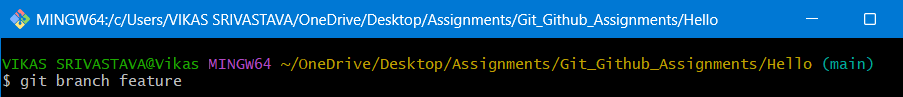 MINGW64:/c/Users/VIKAS SRIVASTAVA/OneDrive/Desktop/Assignments/Git_Github_Assignments/Hello
VIKAS SRIVASTAVA@Vikas MINGW64 ~/OneDrive/Desktop/Assignments/Git_Github_Assignments/Hello (main)
$ git branch feature